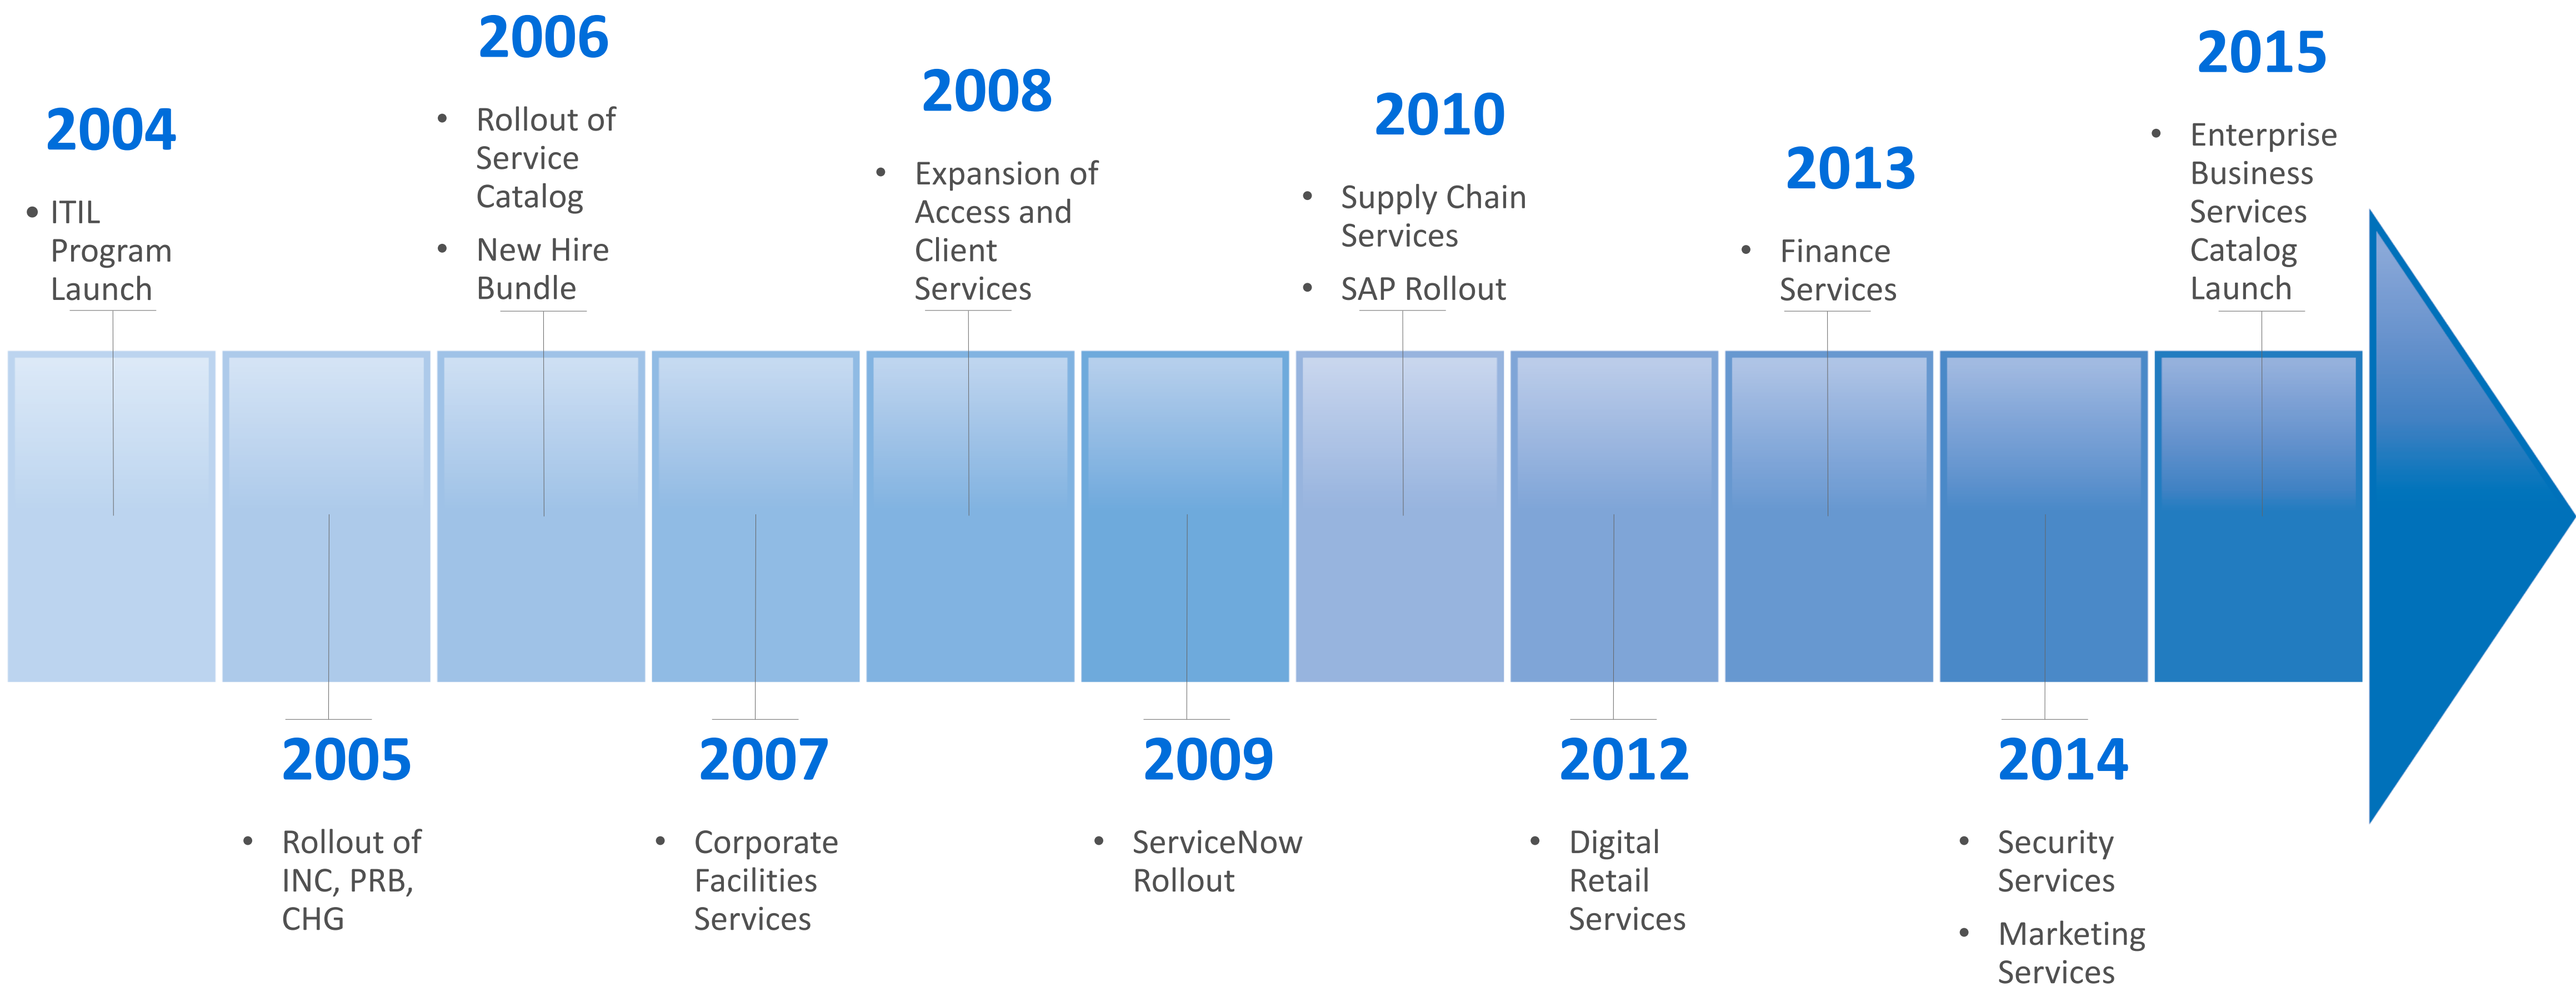 2004
• ITIL
Program
Launch
2005
• Rollout of
INC, PRB,
CHG
2006
• Rollout of
Service
Catalog
• New Hire
Bundle
2007
• Corporate
Facilities
Services
2008
• Expansion of
Access and
Client
Services
2009
• ServiceNow
Rollout
2010
• Supply Chain
Services
• SAP Rollout
2012
• Digital
Retail
Services
2013
• Finance
Services
2014
• Security
Services
• Marketing
Services
2015
• Enterprise
Business
Services
Catalog
Launch